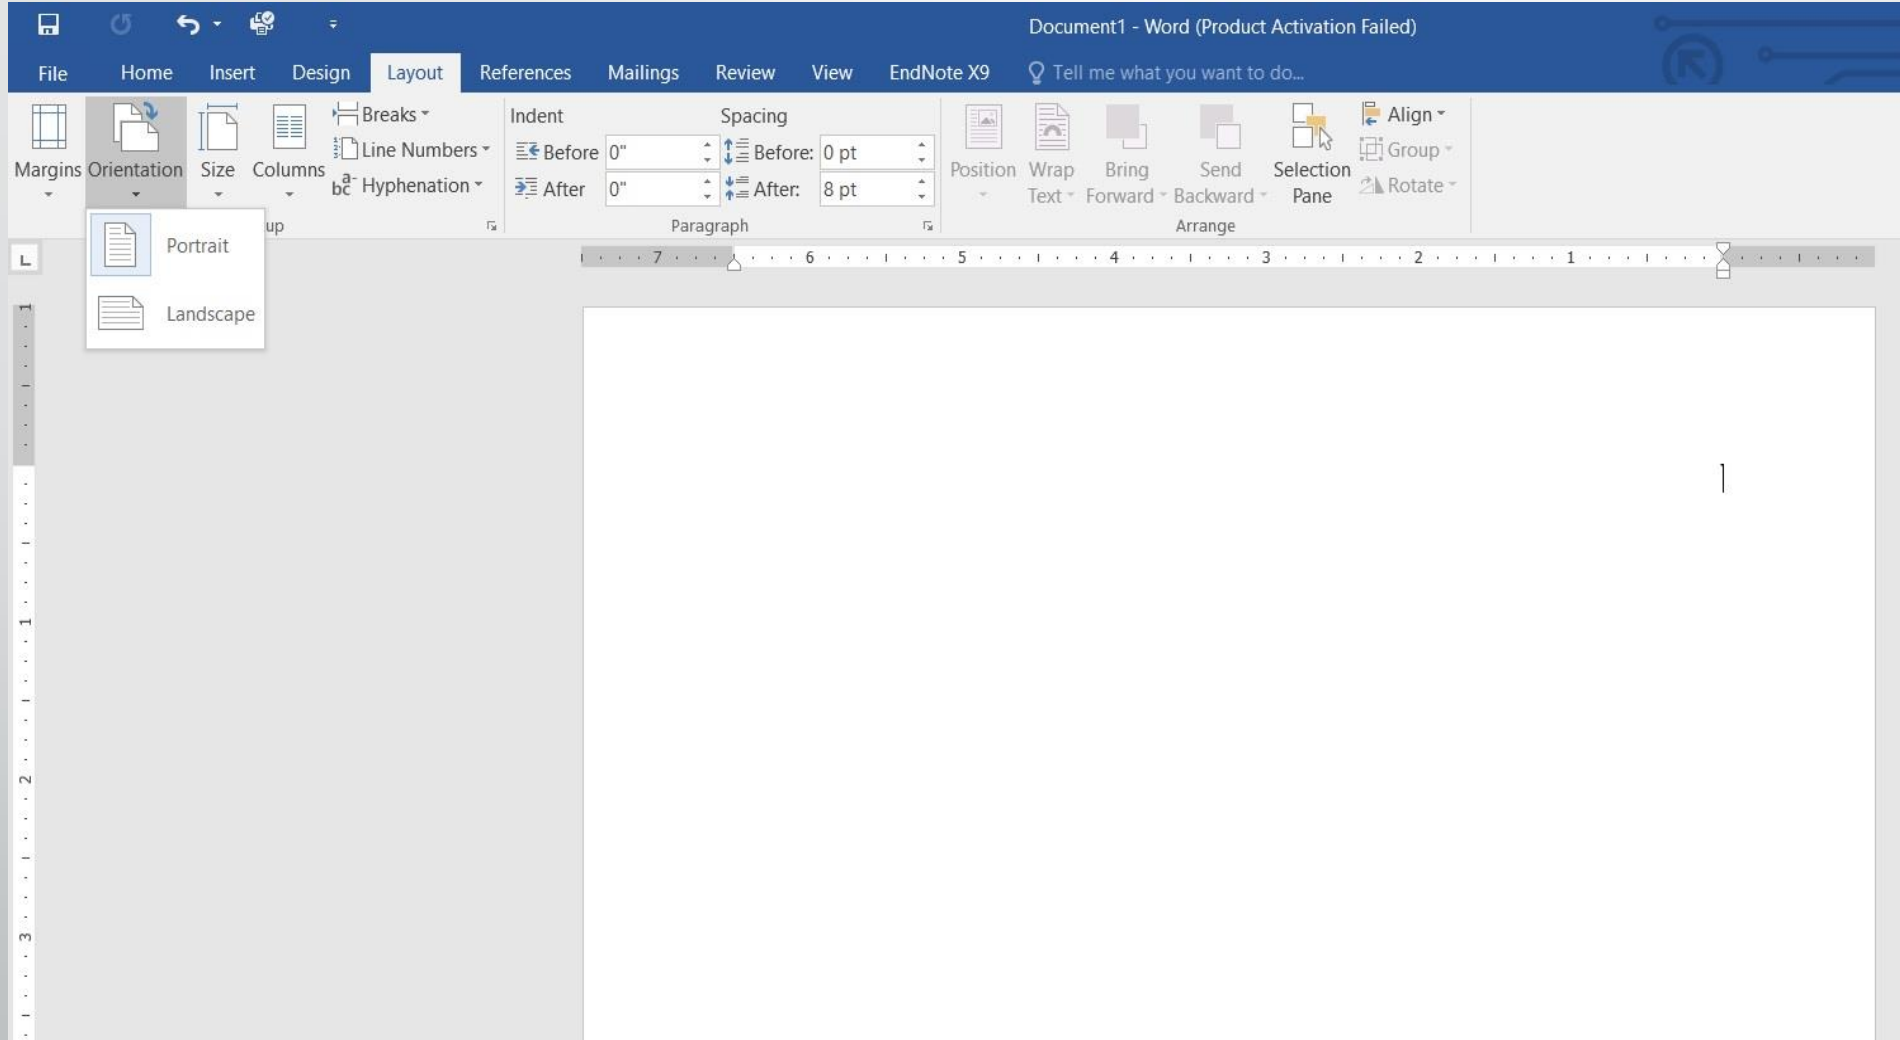 Document1 - Word (Product Activation Failed)
File Home Insert Design Layout References Mailings Review View EndNote X9 Tell me what you want to do...
Margins Orientation Size Columns
Breaks
Line Numbers
Hyphenation
up
Portrait
Landscape
Indent
Before 0"
After 0"
Spacing
Before: 0 pt
After: 8 pt
Paragraph
Position
Wrap
Text
Bring
Forward
Send
Backward
Selection
Pane
Align
Group
Rotate
Arrange
7 6 5 4 3 2 1
1
1
2
3